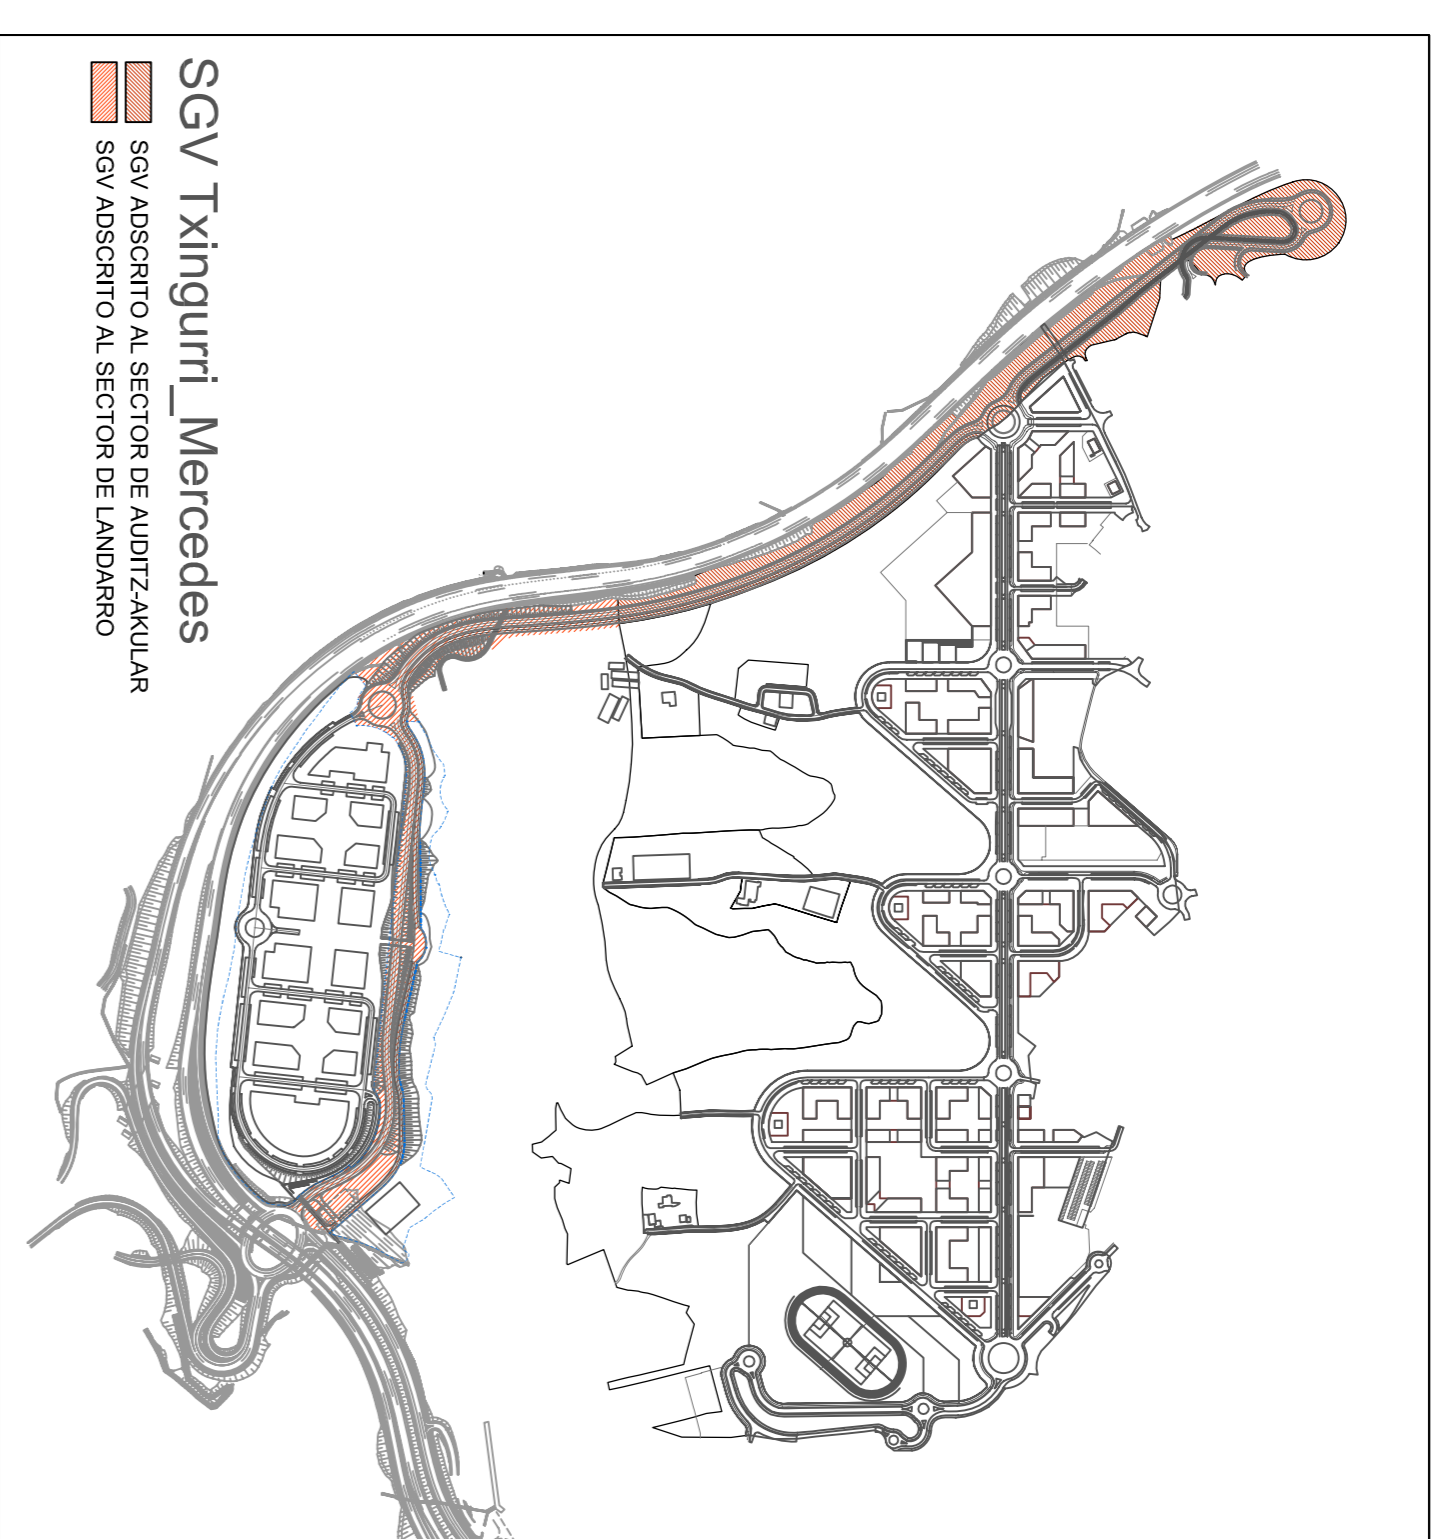 SGV Txingurri_Mercedes
SGV ADSCRITO AL SECTOR DE AUDITZ-AKULAR
SGV ADSCRITO AL SECTOR DE LANDARRO